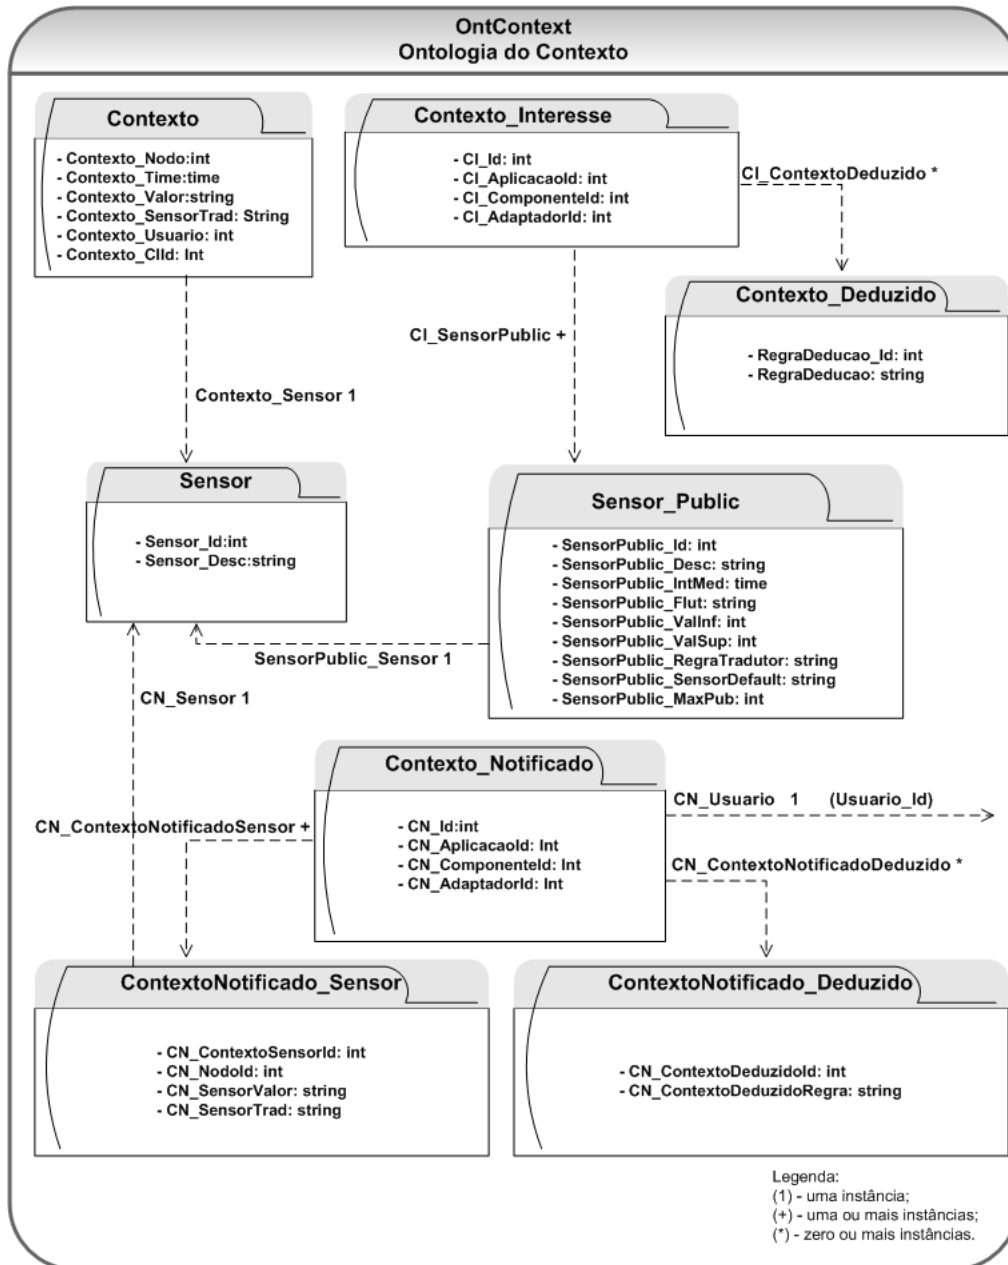 OntContext
Ontologia do Contexto
Contexto
- Contexto_Nodo:int
- Contexto_Time:time
- Contexto_Valor:string
- Contexto_SensorTrad: String
- Contexto_Usuario: int
- Contexto_CIId: Int
Contexto_Interesse
- CI_Id: int
- CI_AplicacaoId: int
- CI_ComponenteId: int
- CI_AdaptadorId: int
CI_ContextoDeduzido *
Contexto_Deduzido
- RegraDeducao_Id: int
- RegraDeducao: string
CI_SensorPublic +
Contexto_Sensor 1
Sensor
- Sensor_Id:int
- Sensor_Desc:string
Sensor_Public
- SensorPublic_Id: int
- SensorPublic_Desc: string
- SensorPublic_IntMed: time
- SensorPublic_Flut: string
- SensorPublic_ValInf: int
- SensorPublic_ValSup: int
- SensorPublic_RegraTradutor: string
- SensorPublic_SensorDefault: string
- SensorPublic_MaxPub: int
SensorPublic_Sensor 1
CN_Sensor 1
Contexto_Notificado
- CN_Id:int
- CN_AplicacaoId: Int
- CN_ComponenteId: Int
- CN_AdaptadorId: Int
CN_Usuario 1 (Usuario_Id)
CN_ContextoNotificadoSensor +
CN_ContextoNotificadoDeduzido *
ContextoNotificado_Sensor
- CN_ContextoSensorId: int
- CN_NodoId: int
- CN_SensorValor: string
- CN_SensorTrad: string
ContextoNotificado_Deduzido
- CN_ContextoDeduzidoId: int
- CN_ContextoDeduzidoRegra: string
Legenda:
(1) - uma instância;
(+) - uma ou mais instâncias;
(*) - zero ou mais instâncias.